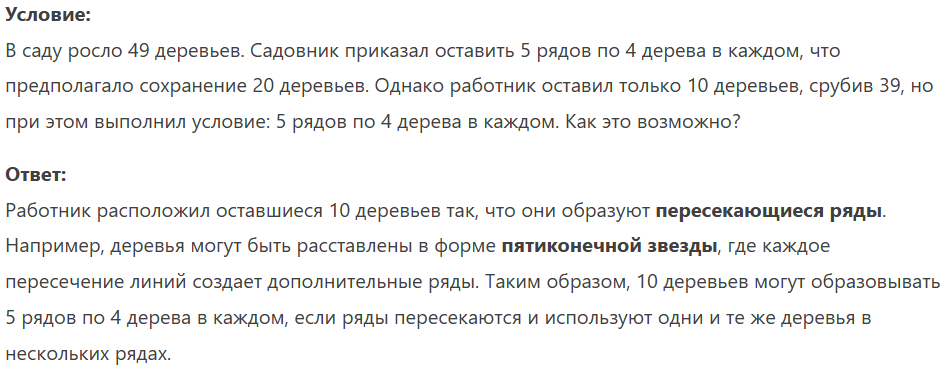 Условие:
В саду росло 49 деревьев. Садовник приказал оставить 5 рядов по 4 дерева в каждом, что
предполагало сохранение 20 деревьев. Однако работник оставил только 10 деревьев, срубив 39, но
при этом выполнил условие: 5 рядов по 4 дерева в каждом. Как это возможно?
Ответ:
Работник расположил оставшиеся 10 деревьев так, что они образуют пересекающиеся ряды.
Например, деревья могут быть расставлены в форме пятиконечной звезды, где каждое
пересечение линий создает дополнительные ряды. Таким образом, 10 деревьев могут образовывать
5 рядов по 4 дерева в каждом, если ряды пересекаются и используют одни и те же деревья в
нескольких рядах.